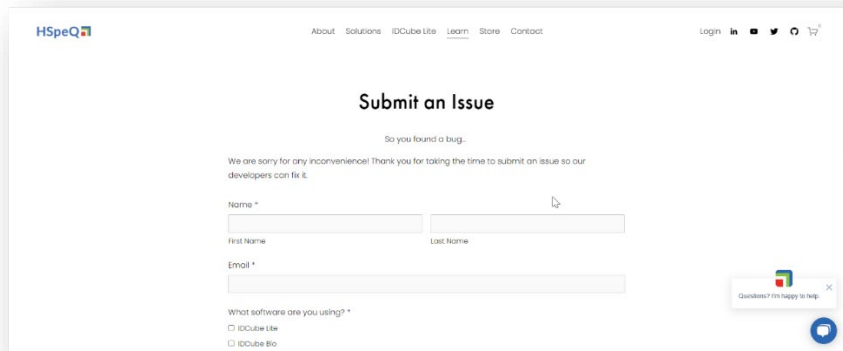 HSpeQ
About Solutions IDCube Lite Learn Store Contact
Login
0
Submit an Issue
So you found a bug..
We are sorry for any inconvenience! Thank you for taking the time to submit an issue so our
developers can fix it.
Name *
First Name Last Name
Email *
What software are you using? *
IDCube Lite
IDCube Bio
Questions? I'm happy to help.